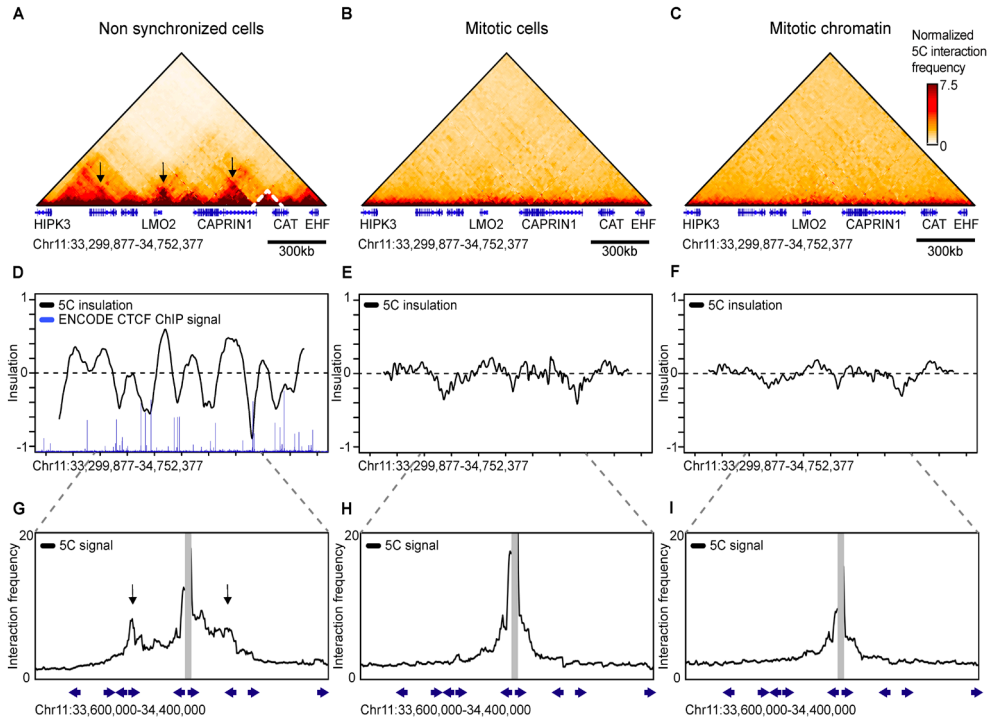 A
B
C
Non synchronized cells
Mitotic cells
Mitotic chromatin
Normalized
5C interaction
frequency
7.5
0
HIPK3
LMO2
CAPRIN1
CAT
EHF
HIPK3
LMO2
CAPRIN1
CAT
EHF
HIPK3
LMO2
CAPRIN1
CAT
EHF
Chr11:33,299,877-34,752,377
300kb
Chr11:33,299,877-34,752,377
300kb
Chr11:33,299,877-34,752,377
300kb
D
E
F
1
0
-1
Insulation
5C insulation
ENCODE CTCF ChIP signal
1
0
-1
Insulation
5C insulation
1
0
-1
Insulation
5C insulation
Chr11:33,299,877-34,752,377
Chr11:33,299,877-34,752,377
Chr11:33,299,877-34,752,377
G
H
I
20
10
0
Interaction frequency
5C signal
20
10
0
Interaction frequency
5C signal
20
10
0
Interaction frequency
5C signal
Chr11:33,600,000-34,400,000
Chr11:33,600,000-34,400,000
Chr11:33,600,000-34,400,000